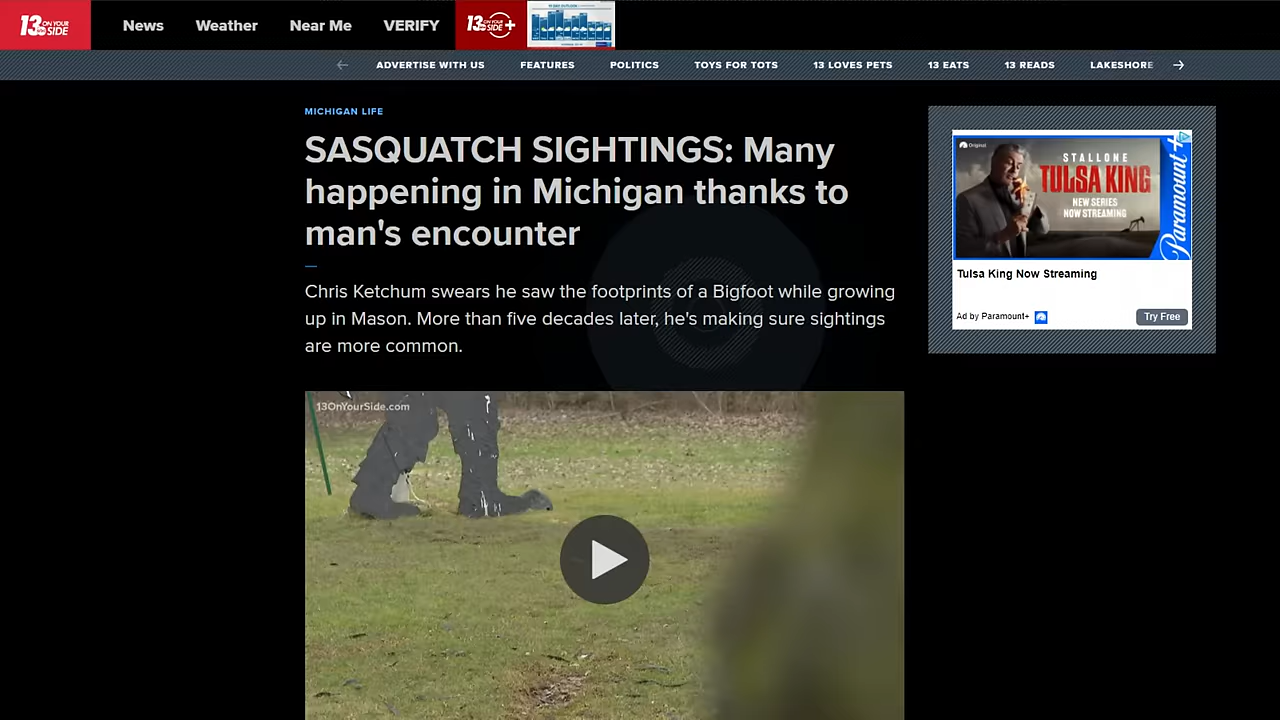 13 ON YOUR SIDE
News
Weather
Near Me
VERIFY
13 ON YOUR SIDE +
ADVERTISE WITH US
FEATURES
POLITICS
TOYS FOR TOTS
13 LOVES PETS
13 EATS
13 READS
LAKESHORE
MICHIGAN LIFE
SASQUATCH SIGHTINGS: Many
happening in Michigan thanks to
man's encounter
Chris Ketchum swears he saw the footprints of a Bigfoot while growing
up in Mason. More than five decades later, he's making sure sightings
are more common.
13OnYourSide.com
Original
STALLONE
TULSA KING
NEW SERIES
NOW STREAMING
Paramount+
Tulsa King Now Streaming
Ad by Paramount+
Try Free